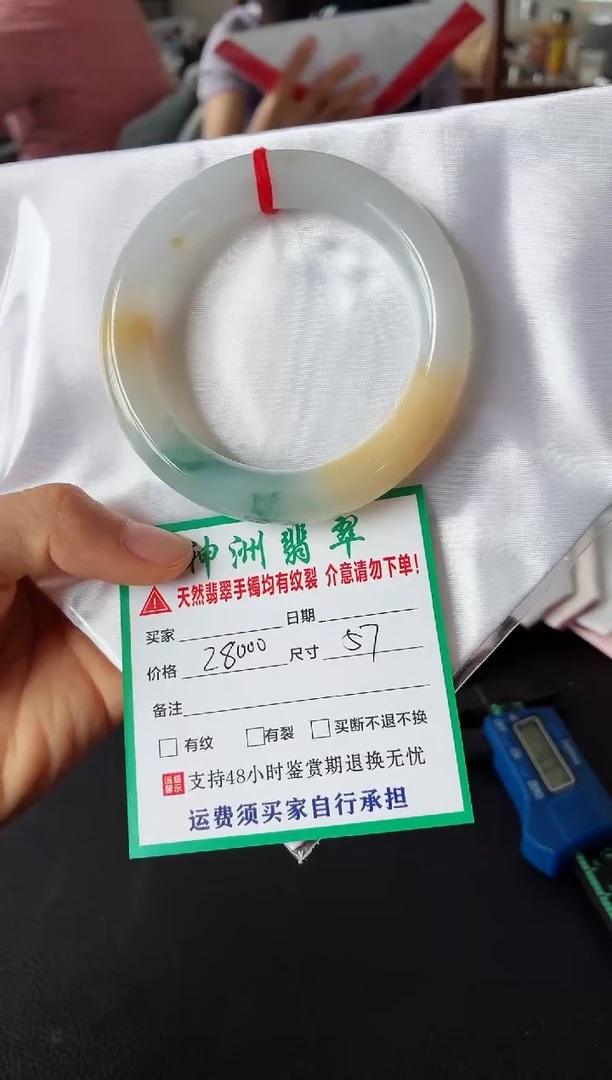 神洲翡翠
天然翡翠手镯均有纹裂 介意请勿下单!
买家 日期
价格 28000 尺寸 57
备注
有纹 有裂 买断不退不换
温馨提示 支持48小时鉴赏期退换无忧
运费须买家自行承担